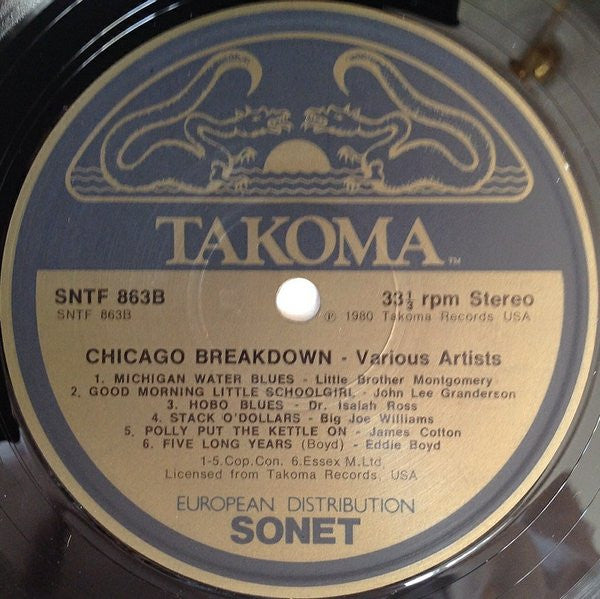 TAKOMA ™
SNTF 863B 33⅓ rpm Stereo
SNTF 863B ℗ 1980 Takoma Records USA
CHICAGO BREAKDOWN - Various Artists
1. MICHIGAN WATER BLUES - Little Brother Montgomery
2. GOOD MORNING LITTLE SCHOOLGIRL - John Lee Granderson
3. HOBO BLUES - Dr. Isaiah Ross
4. STACK O'DOLLARS - Big Joe Williams
5. POLLY PUT THE KETTLE ON - James Cotton
6. FIVE LONG YEARS (Boyd) - Eddie Boyd
1-5.Cop.Con. 6.Essex M.Ltd
Licensed from Takoma Records, USA
EUROPEAN DISTRIBUTION
SONET